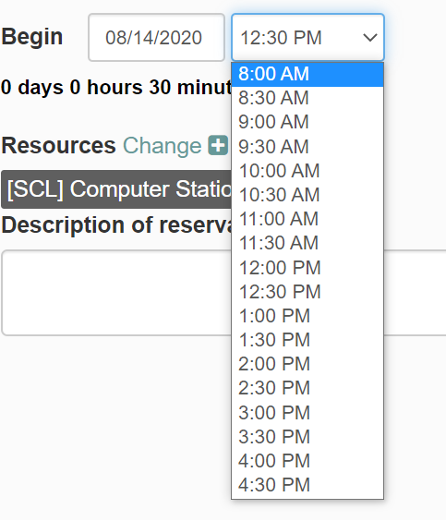 Begin 08/14/2020 12:30 PM
8:00 AM
0 days 0 hours 30 minut
8:30 AM
9:00 AM
Resources Change
9:30 AM
10:00 AM
[SCL] Computer Statio
10:30 AM
Description of reserva
11:00 AM
11:30 AM
12:00 PM
12:30 PM
1:00 PM
1:30 PM
2:00 PM
2:30 PM
3:00 PM
3:30 PM
4:00 PM
4:30 PM